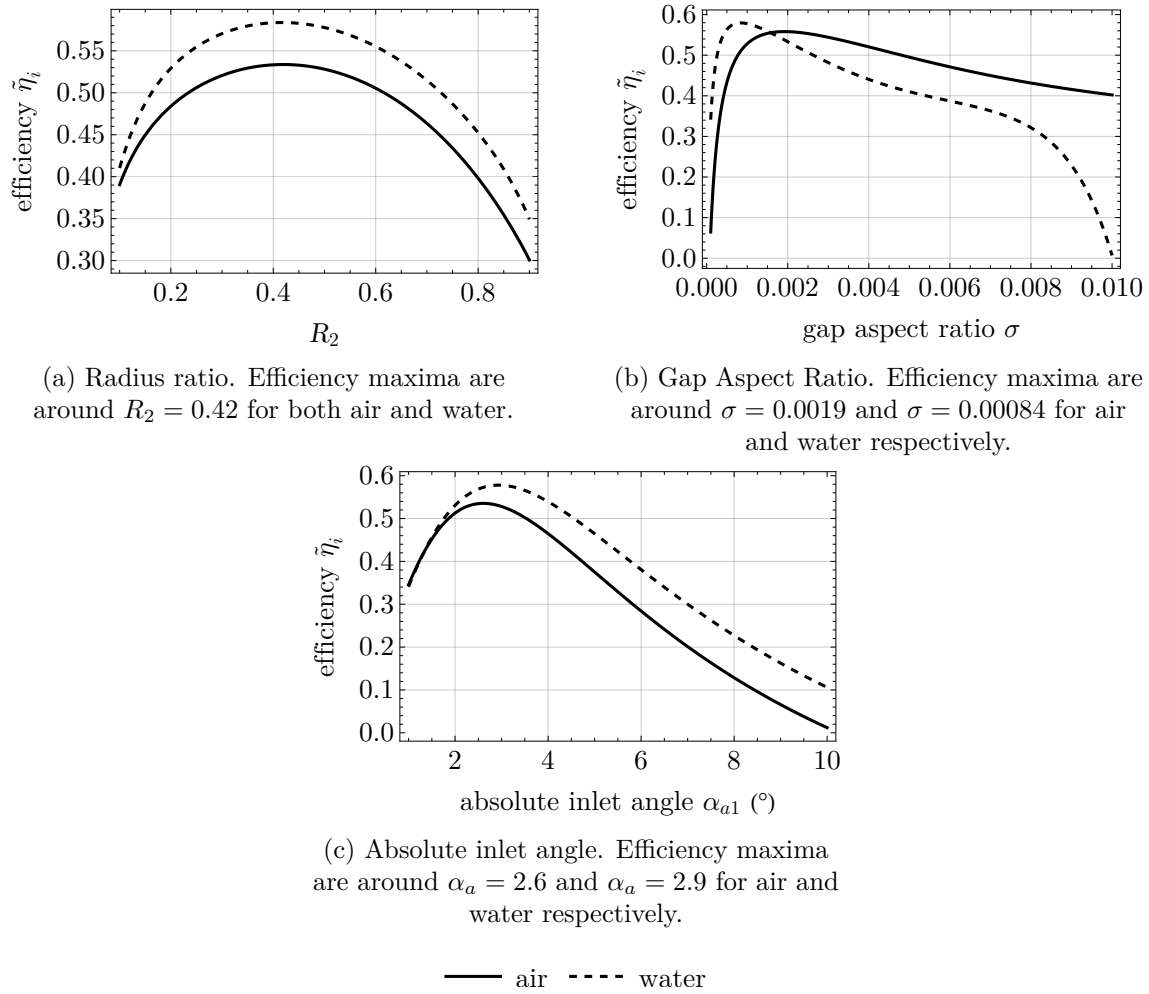 0.55
0.50
0.45
0.40
0.35
0.30
efficiency η̃ᵢ
0.2 0.4 0.6 0.8
R₂
(a) Radius ratio. Efficiency maxima are
around R₂ = 0.42 for both air and water.
0.6
0.5
0.4
0.3
0.2
0.1
0.0
efficiency η̃ᵢ
0.000 0.002 0.004 0.006 0.008 0.010
gap aspect ratio σ
(b) Gap Aspect Ratio. Efficiency maxima are
around σ = 0.0019 and σ = 0.00084 for air
and water respectively.
0.6
0.5
0.4
0.3
0.2
0.1
0.0
efficiency η̃ᵢ
2 4 6 8 10
absolute inlet angle αₐ₁ (°)
(c) Absolute inlet angle. Efficiency maxima
are around αₐ = 2.6 and αₐ = 2.9 for air and
water respectively.
air water